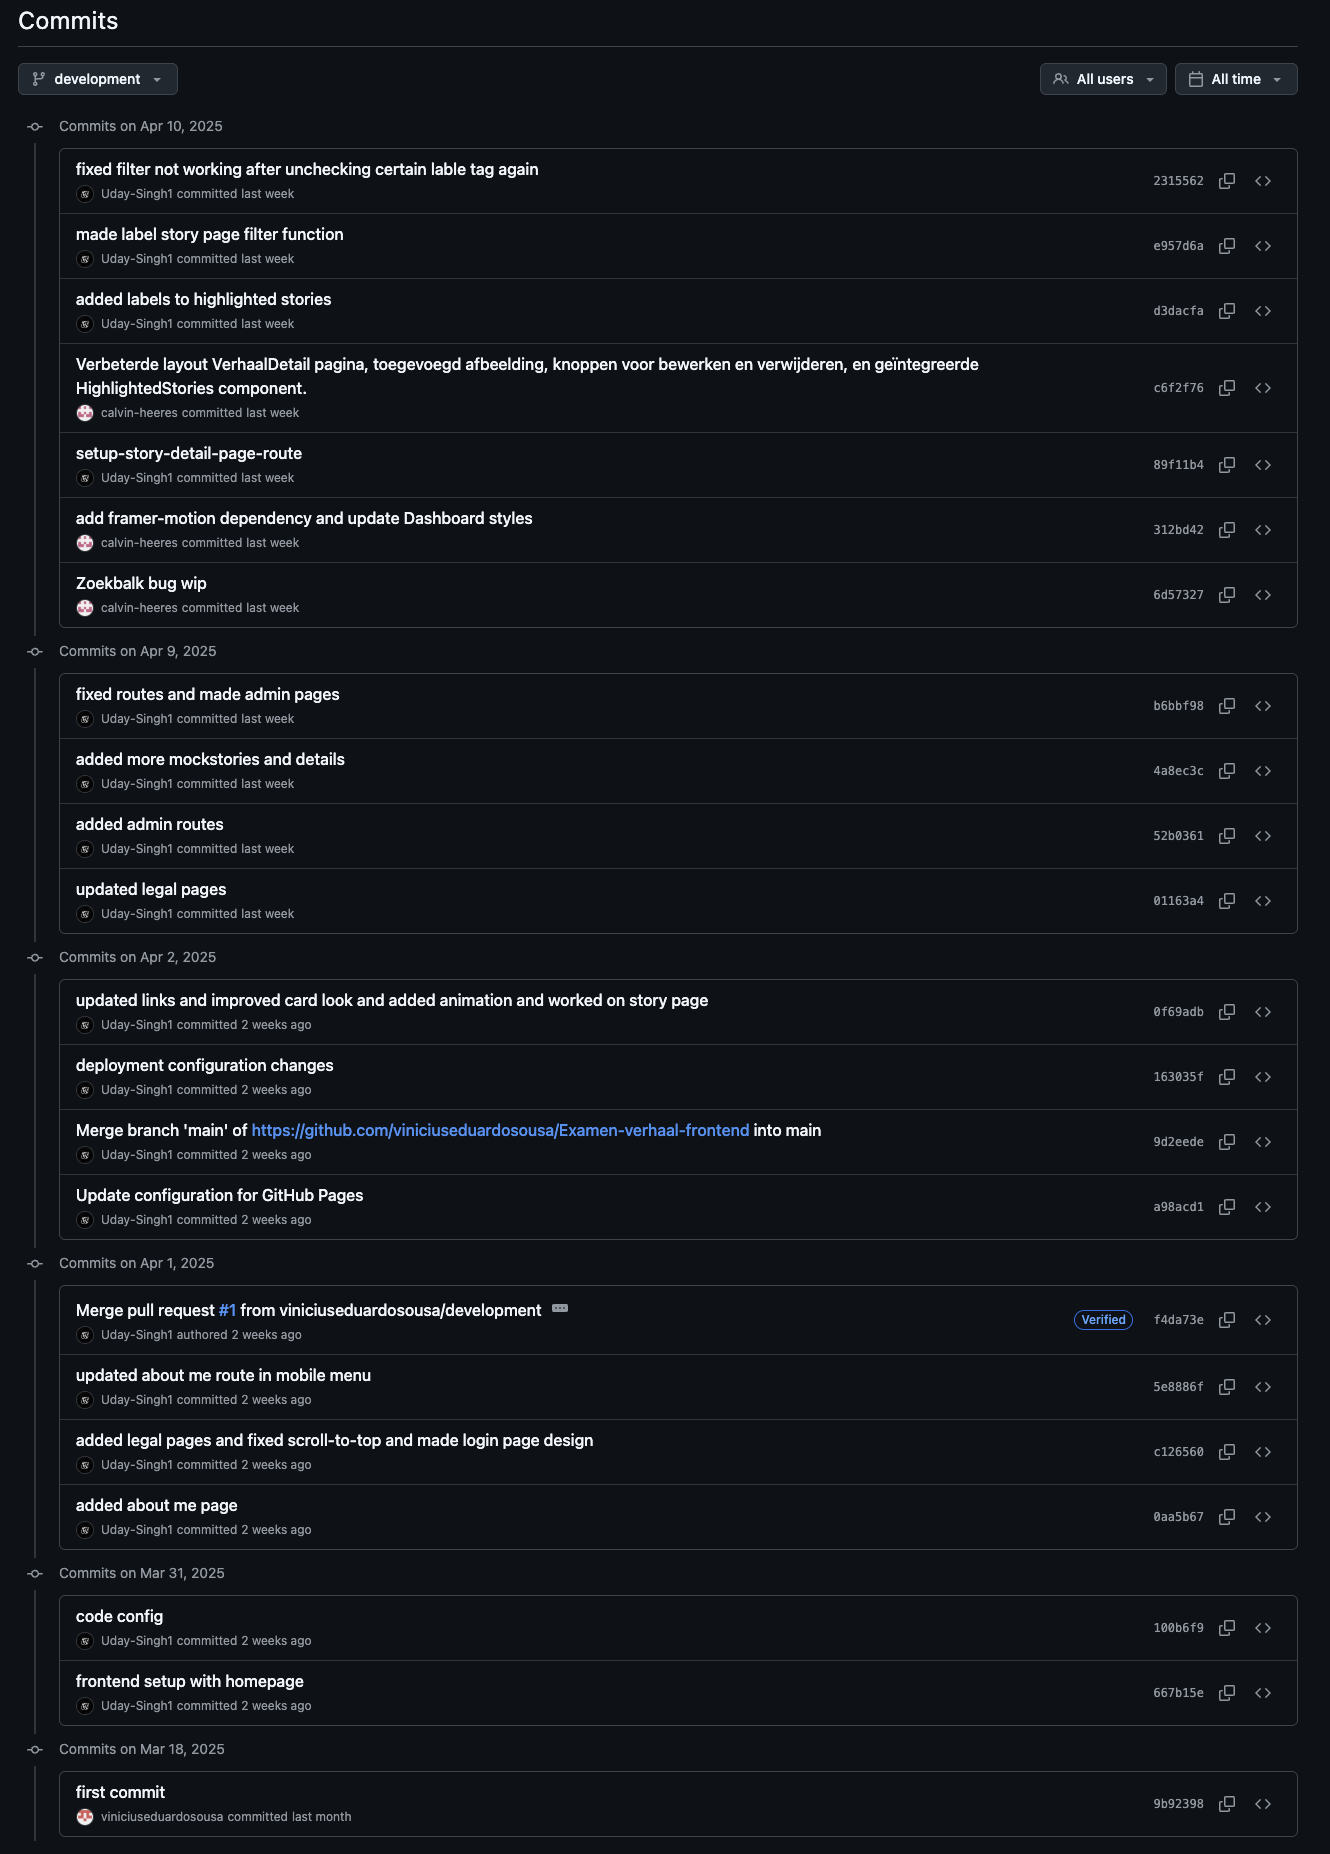 Commits
development
All users
All time
Commits on Apr 10, 2025
fixed filter not working after unchecking certain lable tag again
2315562
Uday-Singh1 committed last week
made label story page filter function
e957d6a
Uday-Singh1 committed last week
added labels to highlighted stories
d3dacfa
Uday-Singh1 committed last week
Verbeterde layout VerhaalDetail pagina, toegevoegd afbeelding, knoppen voor bewerken en verwijderen, en geïntegreerde
HighlightedStories component.
c6f2f76
calvin-heeres committed last week
setup-story-detail-page-route
89f11b4
Uday-Singh1 committed last week
add framer-motion dependency and update Dashboard styles
312bd42
calvin-heeres committed last week
Zoekbalk bug wip
6d57327
calvin-heeres committed last week
Commits on Apr 9, 2025
fixed routes and made admin pages
b6bbf98
Uday-Singh1 committed last week
added more mockstories and details
4a8ec3c
Uday-Singh1 committed last week
added admin routes
52b0361
Uday-Singh1 committed last week
updated legal pages
01163a4
Uday-Singh1 committed last week
Commits on Apr 2, 2025
updated links and improved card look and added animation and worked on story page
0f69adb
Uday-Singh1 committed 2 weeks ago
deployment configuration changes
163035f
Uday-Singh1 committed 2 weeks ago
Merge branch 'main' of https://github.com/viniciuseduardosousa/Examen-verhaal-frontend into main
9d2eede
Uday-Singh1 committed 2 weeks ago
Update configuration for GitHub Pages
a98acd1
Uday-Singh1 committed 2 weeks ago
Commits on Apr 1, 2025
Merge pull request #1 from viniciuseduardosousa/development
Verified
f4da73e
Uday-Singh1 authored 2 weeks ago
updated about me route in mobile menu
5e8886f
Uday-Singh1 committed 2 weeks ago
added legal pages and fixed scroll-to-top and made login page design
c126560
Uday-Singh1 committed 2 weeks ago
added about me page
0aa5b67
Uday-Singh1 committed 2 weeks ago
Commits on Mar 31, 2025
code config
100b6f9
Uday-Singh1 committed 2 weeks ago
frontend setup with homepage
667b15e
Uday-Singh1 committed 2 weeks ago
Commits on Mar 18, 2025
first commit
9b92398
viniciuseduardosousa committed last month